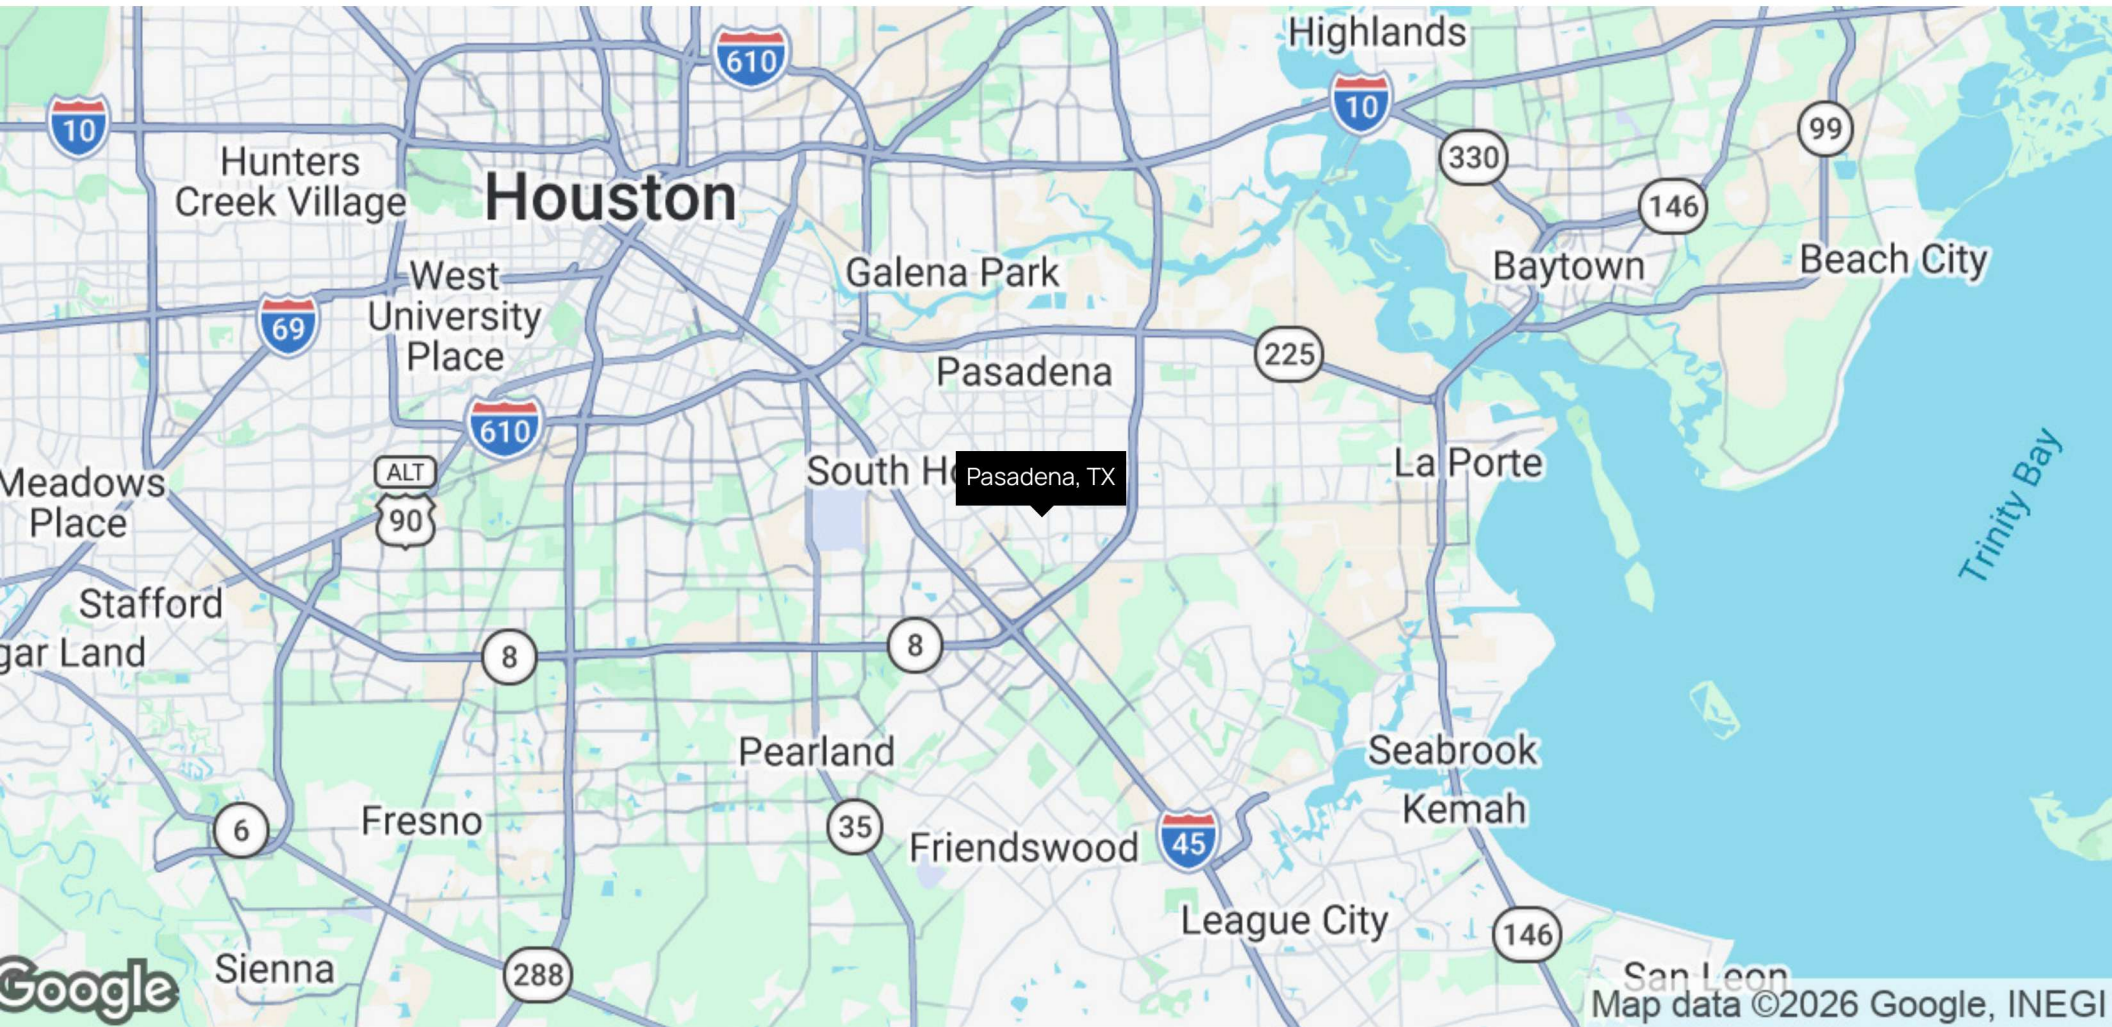 Highlands
610
10
10
99
330
Hunters
Creek Village
Houston
146
Galena Park
Baytown
Beach City
West
University
Place
69
225
Pasadena
610
ALT
90
South Ho
Pasadena, TX
La Porte
Meadows
Place
Trinity Bay
Stafford
gar Land
8
8
Pearland
Seabrook
Kemah
6
Fresno
35
Friendswood
45
League City
146
Sienna
288
San Leon
Google
Map data ©2026 Google, INEGI